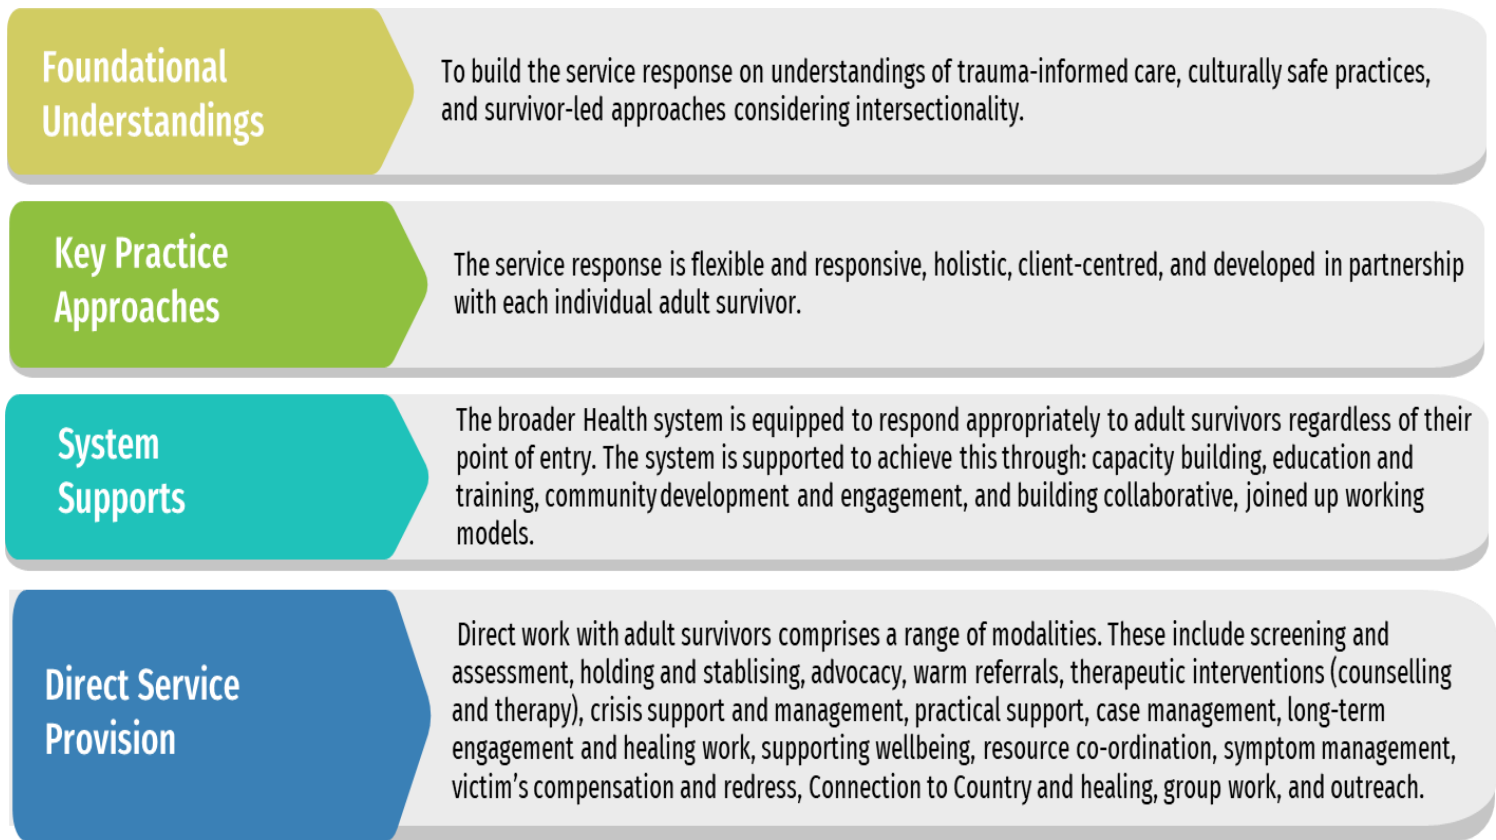 Foundational
Understandings
To build the service response on understandings of trauma-informed care, culturally safe practices,
and survivor-led approaches considering intersectionality.
Key Practice
Approaches
The service response is flexible and responsive, holistic, client-centred, and developed in partnership
with each individual adult survivor.
System
Supports
The broader Health system is equipped to respond appropriately to adult survivors regardless of their
point of entry. The system is supported to achieve this through: capacity building, education and
training, community development and engagement, and building collaborative, joined up working
models.
Direct Service
Provision
Direct work with adult survivors comprises a range of modalities. These include screening and
assessment, holding and stablising, advocacy, warm referrals, therapeutic interventions (counselling
and therapy), crisis support and management, practical support, case management, long-term
engagement and healing work, supporting wellbeing, resource co-ordination, symptom management,
victim's compensation and redress, Connection to Country and healing, group work, and outreach.